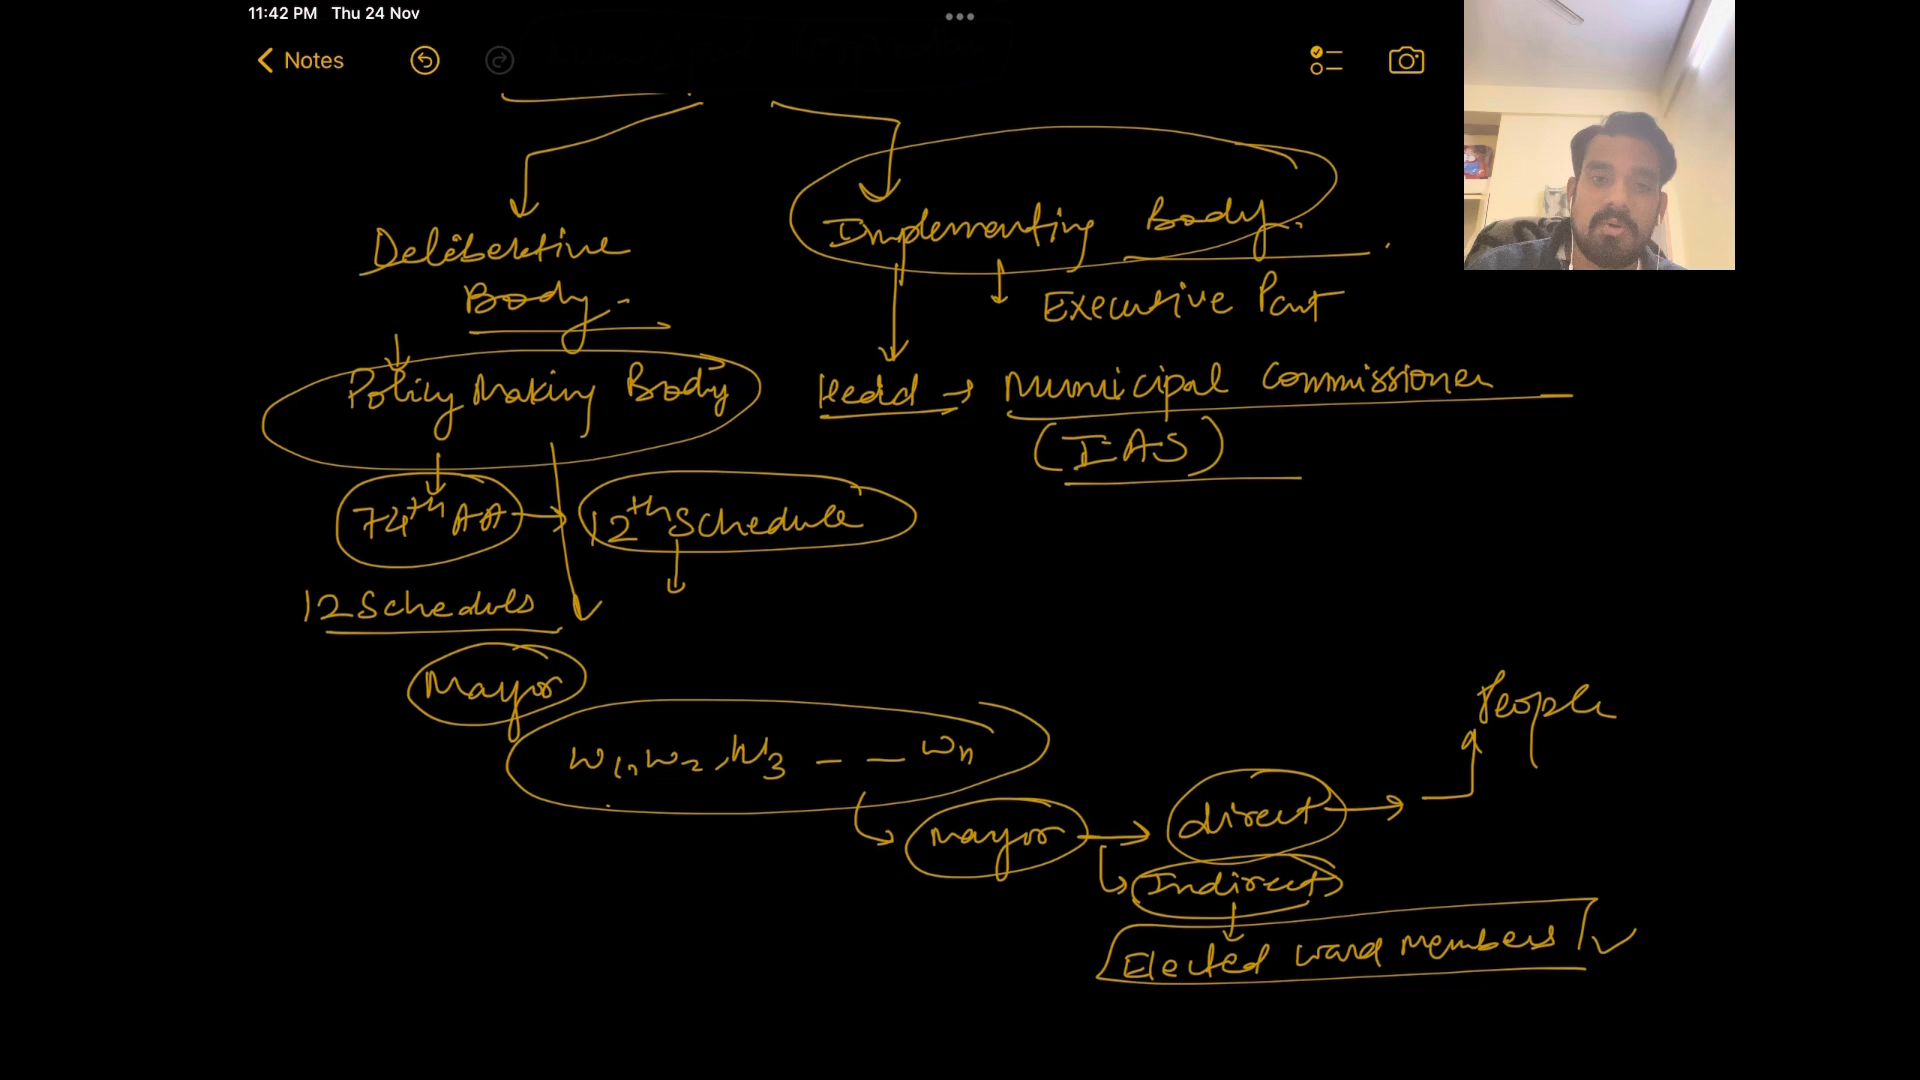 11:42 PM Thu 24 Nov
Notes
Municipal Corporation
Deliberative
Body
Implementing Body
Executive Part
Policy Making Body
Head → Municipal Commissioner
(IAS)
74th AA → 12th Schedule
12 Schedules
Mayor
W1, W2, W3 - - Wn
Mayor → direct →
People
Indirect
Elected ward members